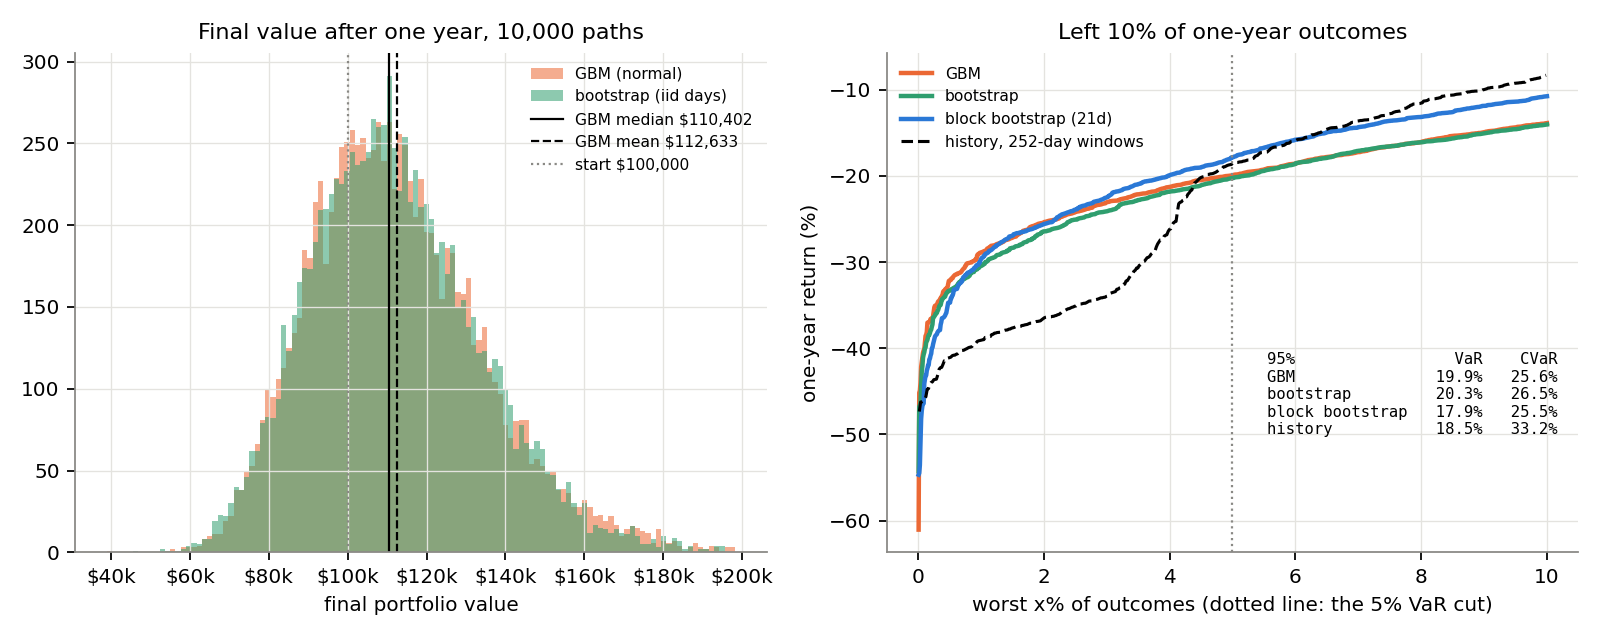 Final value after one year, 10,000 paths
300
250
200
150
100
50
0
GBM (normal)
bootstrap (iid days)
GBM median $110,402
GBM mean $112,633
start $100,000
$40k $60k $80k $100k $120k $140k $160k $180k $200k
final portfolio value
Left 10% of one-year outcomes
one-year return (%)
−10
−20
−30
−40
−50
−60
GBM
bootstrap
block bootstrap (21d)
history, 252-day windows
95% VaR CVaR
GBM 19.9% 25.6%
bootstrap 20.3% 26.5%
block bootstrap 17.9% 25.5%
history 18.5% 33.2%
0 2 4 6 8 10
worst x% of outcomes (dotted line: the 5% VaR cut)